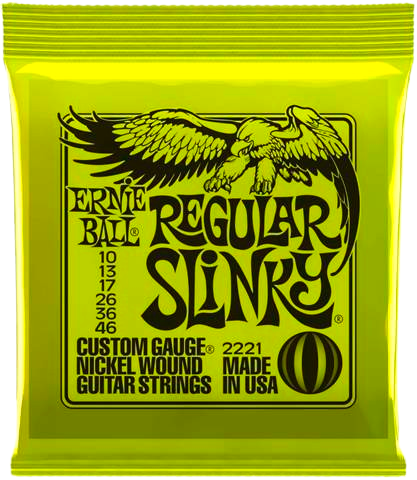 ERNIE BALL®
REGULAR
SLINKY®
10
13
17
26
36
46
CUSTOM GAUGE® 2221
NICKEL WOUND MADE
GUITAR STRINGS IN USA